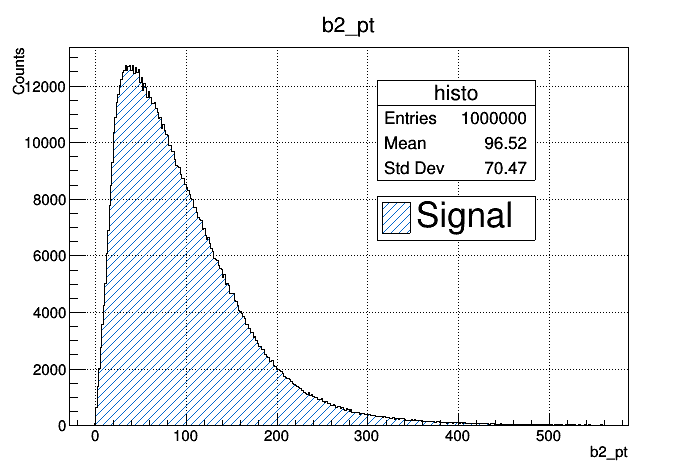 b2_pt
Counts
12000
10000
8000
6000
4000
2000
0
histo
Entries 1000000
Mean 96.52
Std Dev 70.47
Signal
0 100 200 300 400 500
b2_pt